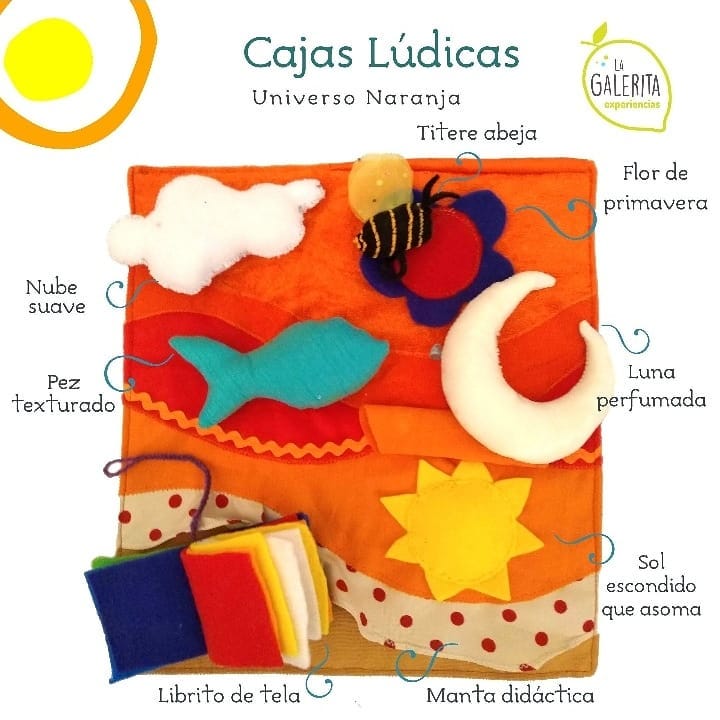 Cajas Lúdicas
Universo Naranja
LA
GALERITA
experiencias
Titere abeja
Flor de
primavera
Nube
suave
Pez
texturado
Luna
perfumada
Sol
escondido
que asoma
Librito de tela
Manta didáctica